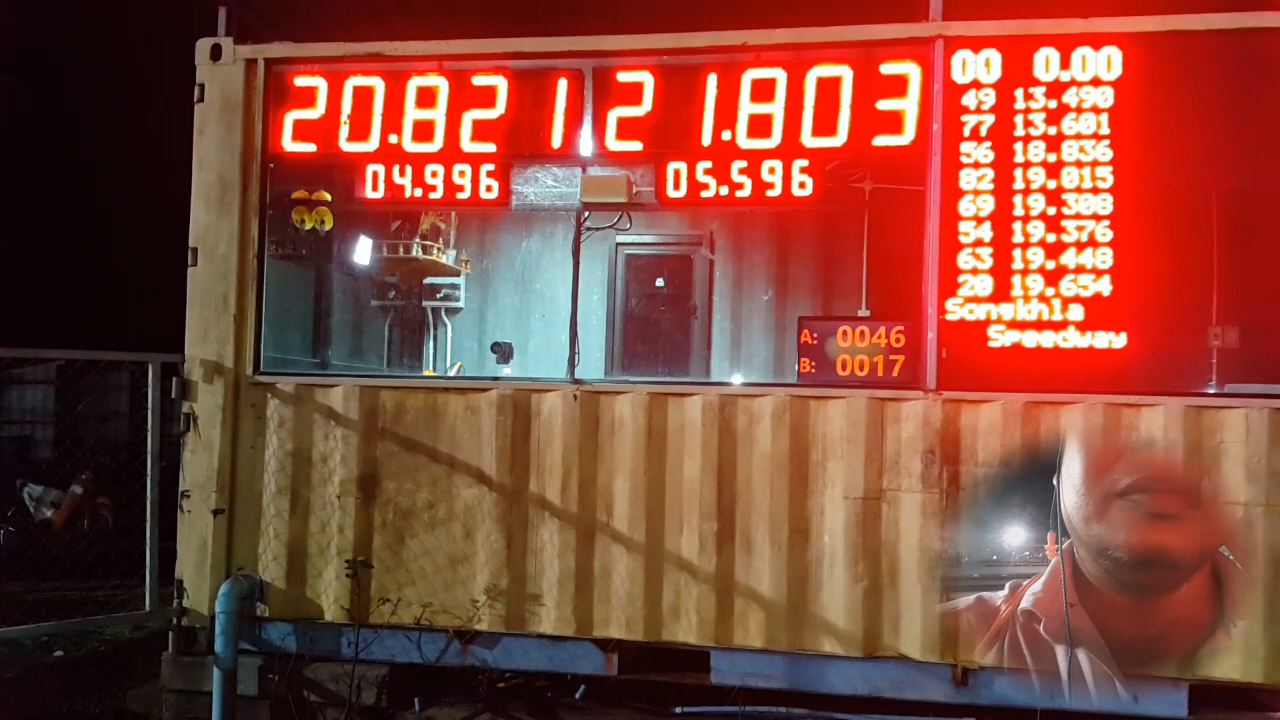 20.821 21.803
04.996 05.596
A: 0046
B: 0017
00 0.00
49 13.490
77 13.601
56 18.836
82 19.015
69 19.308
54 19.376
63 19.448
20 19.654
Songkhla
Speedway